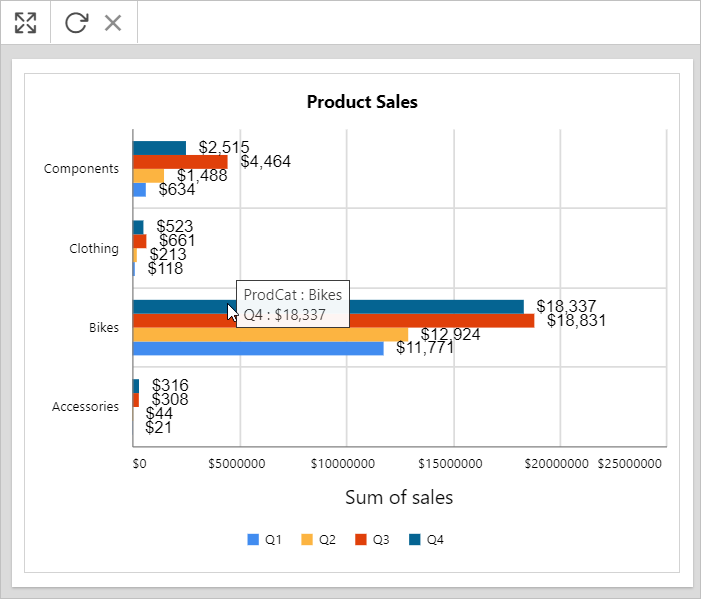 Product Sales
Components
$2,515
$4,464
$1,488
$634
Clothing
$523
$661
$213
$118
ProdCat : Bikes
Q4 : $18,337
Bikes
$18,337
$18,831
$12,924
$11,771
Accessories
$316
$308
$44
$21
$0 $5000000 $10000000 $15000000 $20000000 $25000000
Sum of sales
Q1 Q2 Q3 Q4